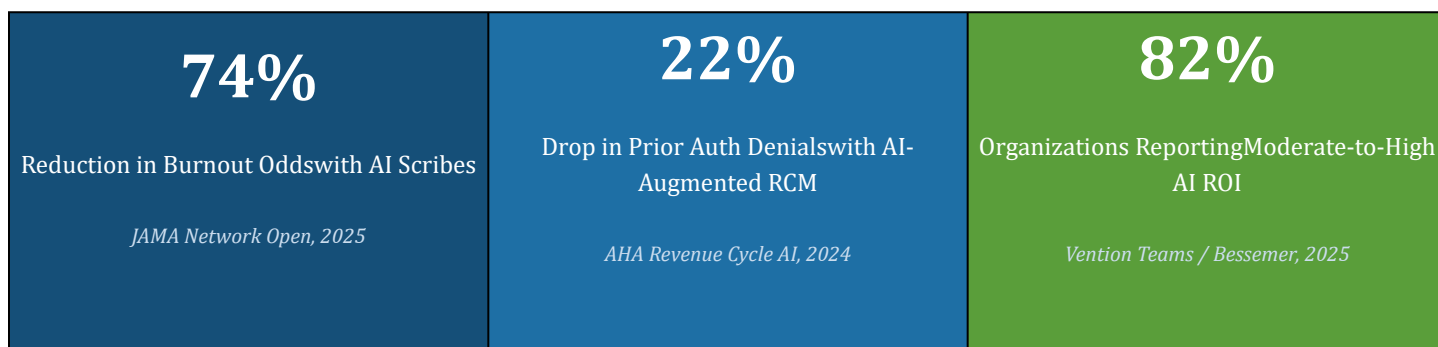 74%
Reduction in Burnout Oddswith AI Scribes
JAMA Network Open, 2025
22%
Drop in Prior Auth Denialswith AI-
Augmented RCM
AHA Revenue Cycle AI, 2024
82%
Organizations ReportingModerate-to-High
AI ROI
Vention Teams / Bessemer, 2025